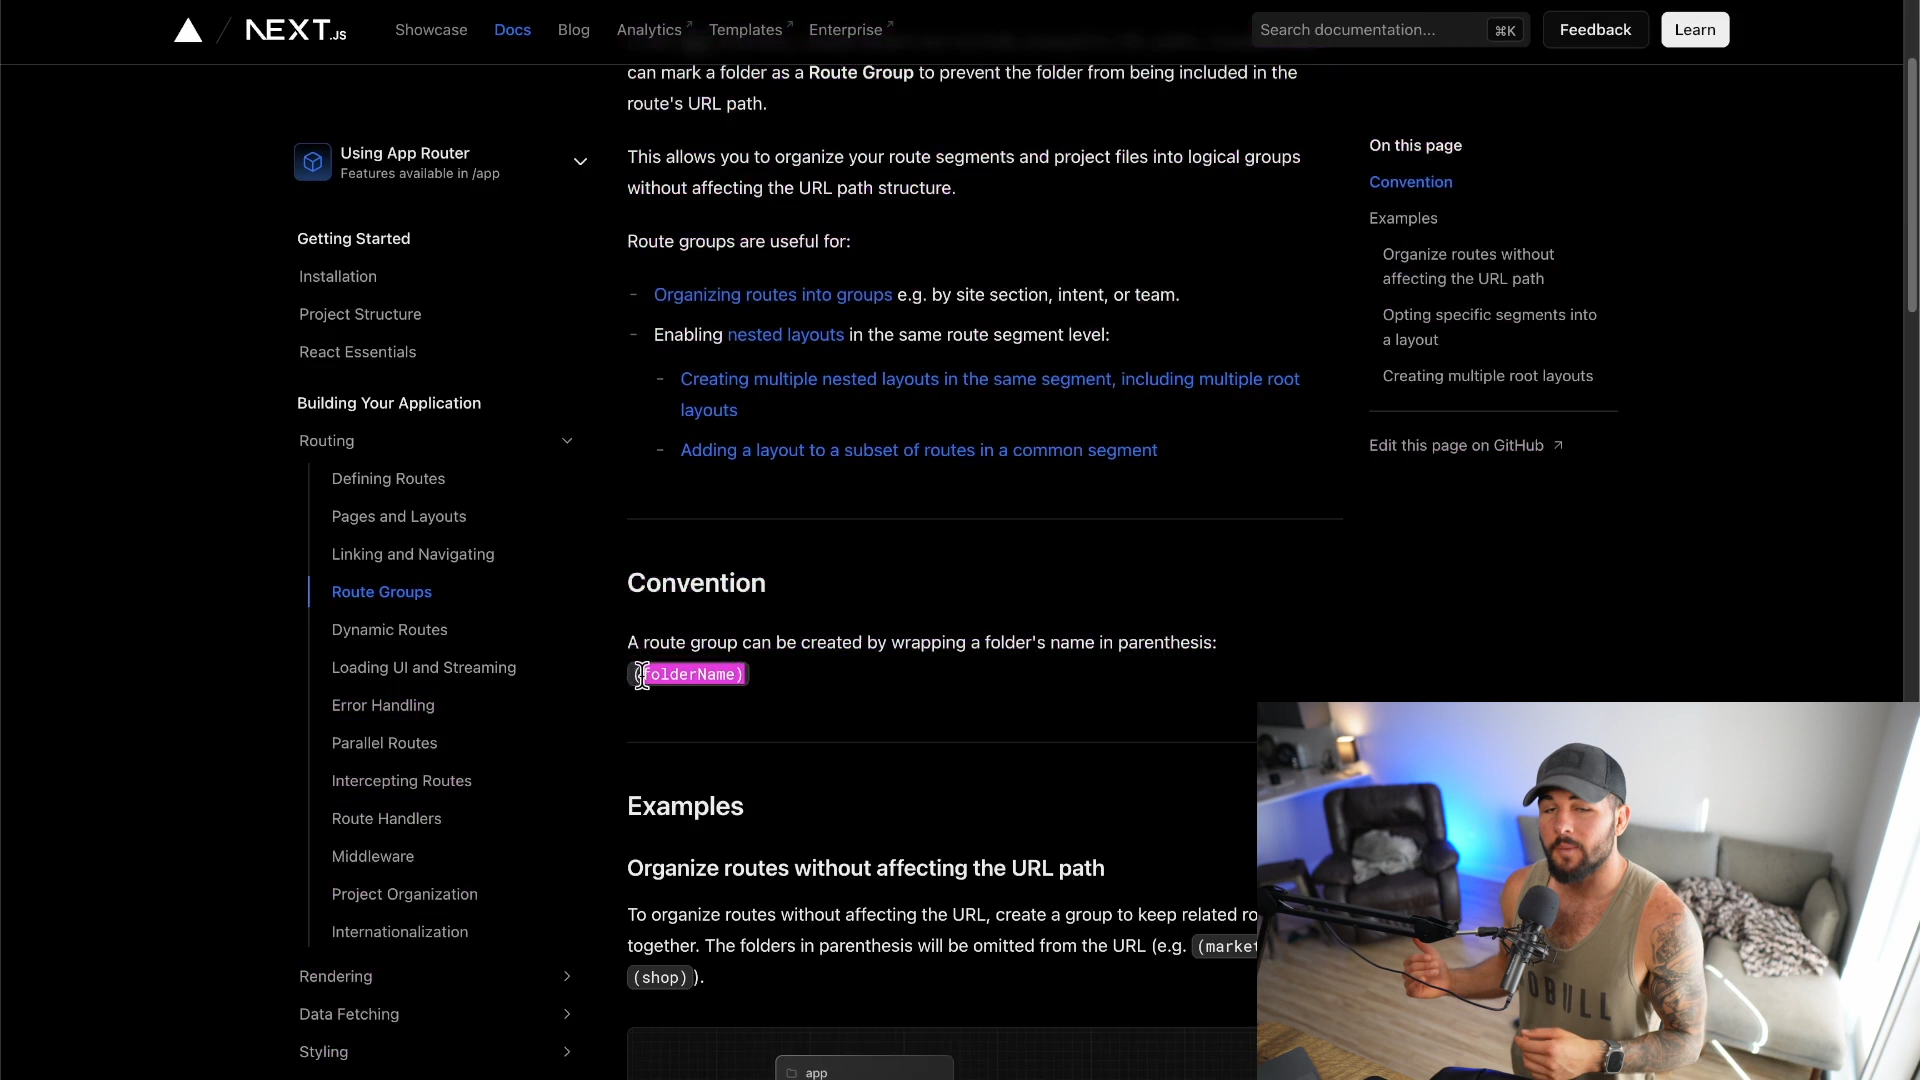 NEXT.JS
Showcase
Docs
Blog
Analytics
Templates
Enterprise
Search documentation...
⌘K
Feedback
Learn
Using App Router
Features available in /app
Getting Started
Installation
Project Structure
React Essentials
Building Your Application
Routing
Defining Routes
Pages and Layouts
Linking and Navigating
Route Groups
Dynamic Routes
Loading UI and Streaming
Error Handling
Parallel Routes
Intercepting Routes
Route Handlers
Middleware
Project Organization
Internationalization
Rendering
Data Fetching
Styling
can mark a folder as a Route Group to prevent the folder from being included in the
route's URL path.
This allows you to organize your route segments and project files into logical groups
without affecting the URL path structure.
Route groups are useful for:
- Organizing routes into groups e.g. by site section, intent, or team.
- Enabling nested layouts in the same route segment level:
- Creating multiple nested layouts in the same segment, including multiple root
layouts
- Adding a layout to a subset of routes in a common segment
Convention
A route group can be created by wrapping a folder's name in parenthesis:
(folderName)
Examples
Organize routes without affecting the URL path
To organize routes without affecting the URL, create a group to keep related ro
together. The folders in parenthesis will be omitted from the URL (e.g. (market
(shop)).
app
On this page
Convention
Examples
Organize routes without
affecting the URL path
Opting specific segments into
a layout
Creating multiple root layouts
Edit this page on GitHub
OBULL